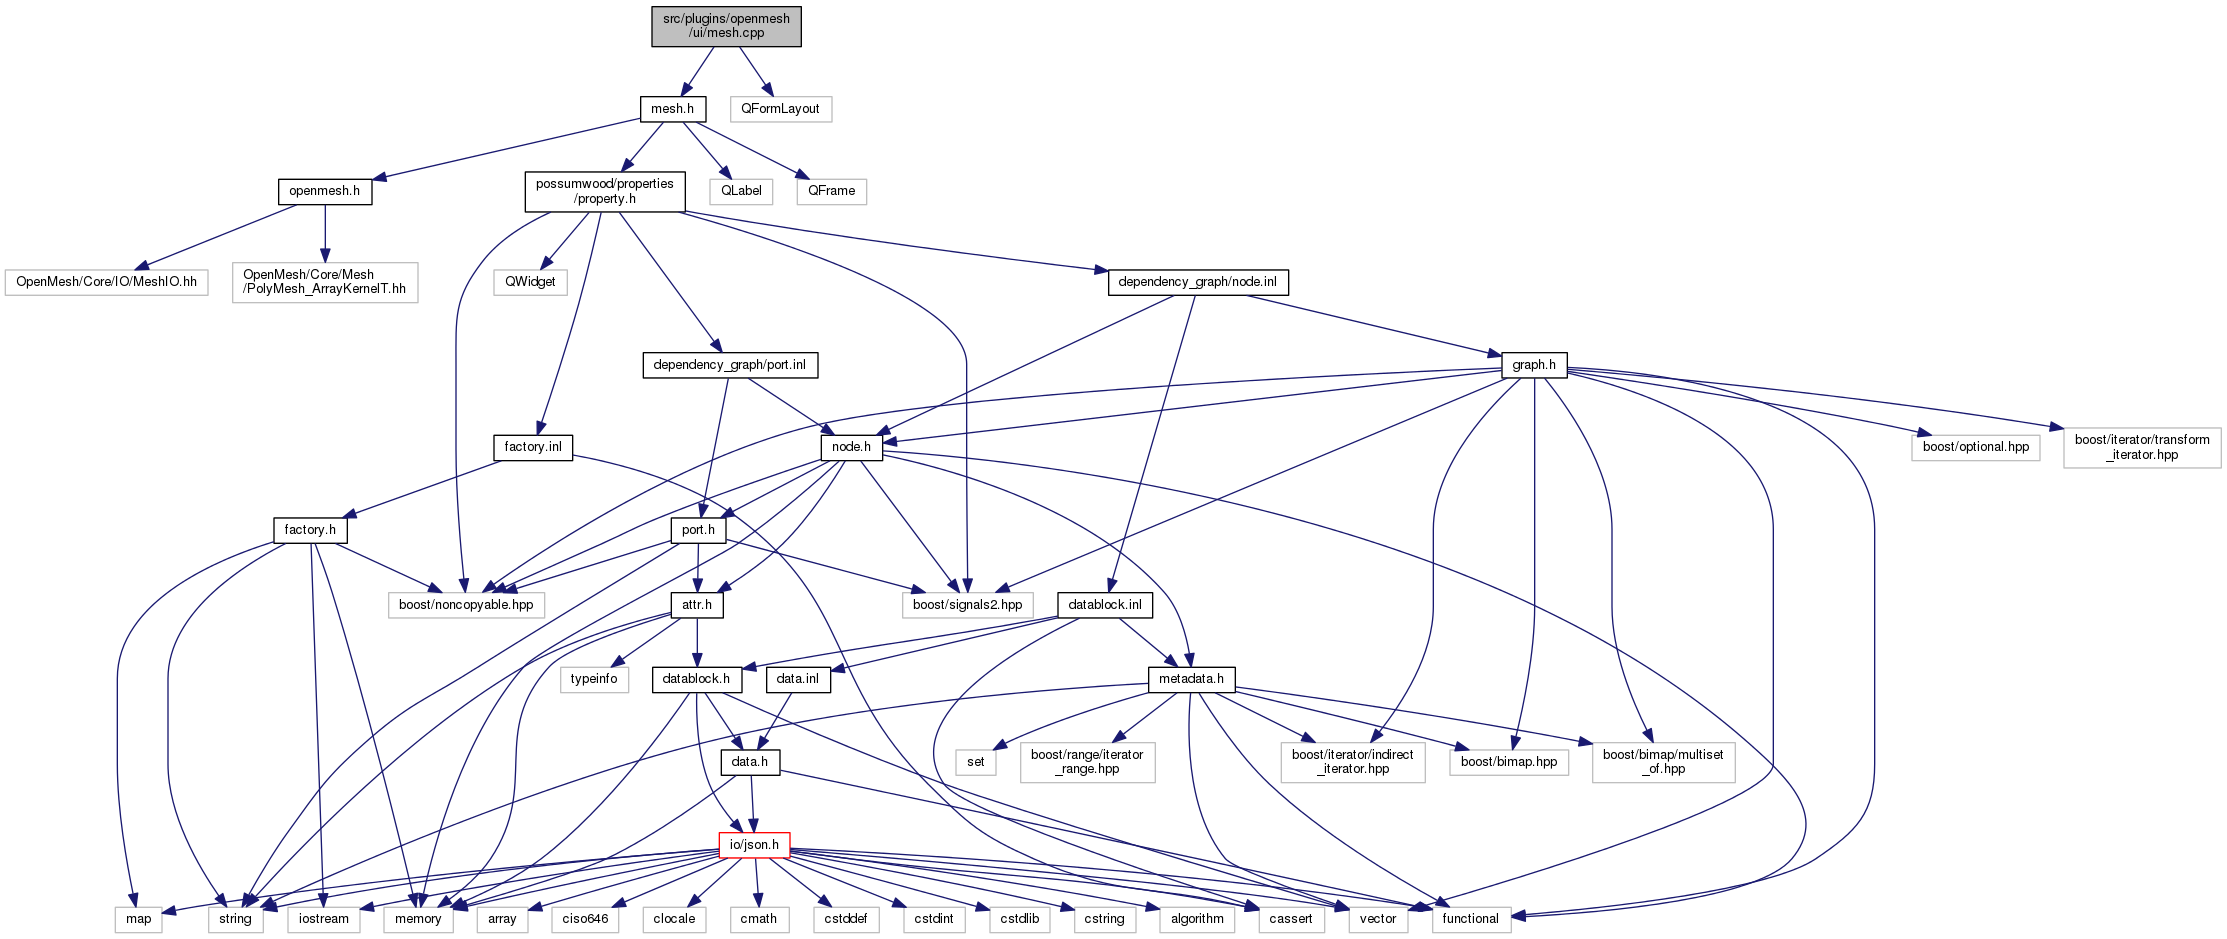 src/plugins/openmesh
/ui/mesh.cpp
mesh.h
QFormLayout
openmesh.h
possumwood/properties
/property.h
QLabel
QFrame
OpenMesh/Core/IO/MeshIO.hh
OpenMesh/Core/Mesh
/PolyMesh_ArrayKernelT.hh
QWidget
dependency_graph/node.inl
dependency_graph/port.inl
graph.h
factory.inl
node.h
boost/optional.hpp
boost/iterator/transform
_iterator.hpp
factory.h
port.h
boost/noncopyable.hpp
attr.h
boost/signals2.hpp
datablock.inl
typeinfo
datablock.h
data.inl
metadata.h
data.h
set
boost/range/iterator
_range.hpp
boost/iterator/indirect
_iterator.hpp
boost/bimap.hpp
boost/bimap/multiset
_of.hpp
io/json.h
map
string
iostream
memory
array
ciso646
clocale
cmath
cstddef
cstdint
cstdlib
cstring
algorithm
cassert
vector
functional